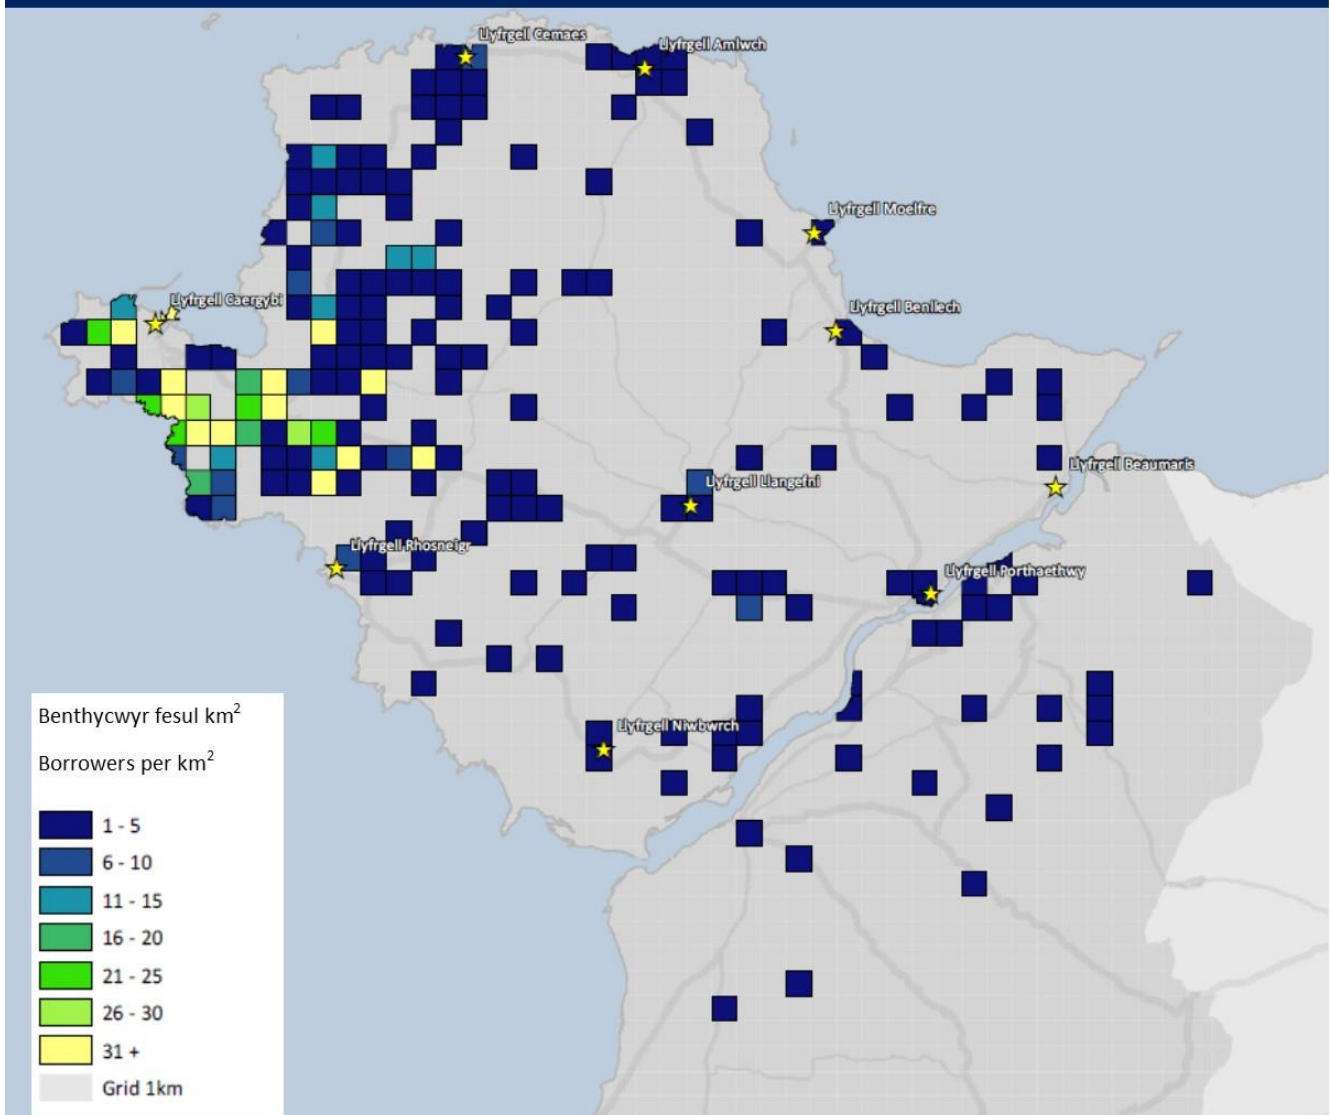 Llyfrgell Cemaes
Llyfrgell Amlwch
Llyfrgell Moelfre
Llyfrgell Caergybi
Llyfrgell Benllech
Llyfrgell Beaumaris
Llyfrgell Llangefni
Llyfrgell Rhosneigr
Llyfrgell Porthaethwy
Llyfrgell Niwbwrch
Benthycwyr fesul km²
Borrowers per km²
1 - 5
6 - 10
11 - 15
16 - 20
21 - 25
26 - 30
31 +
Grid 1km